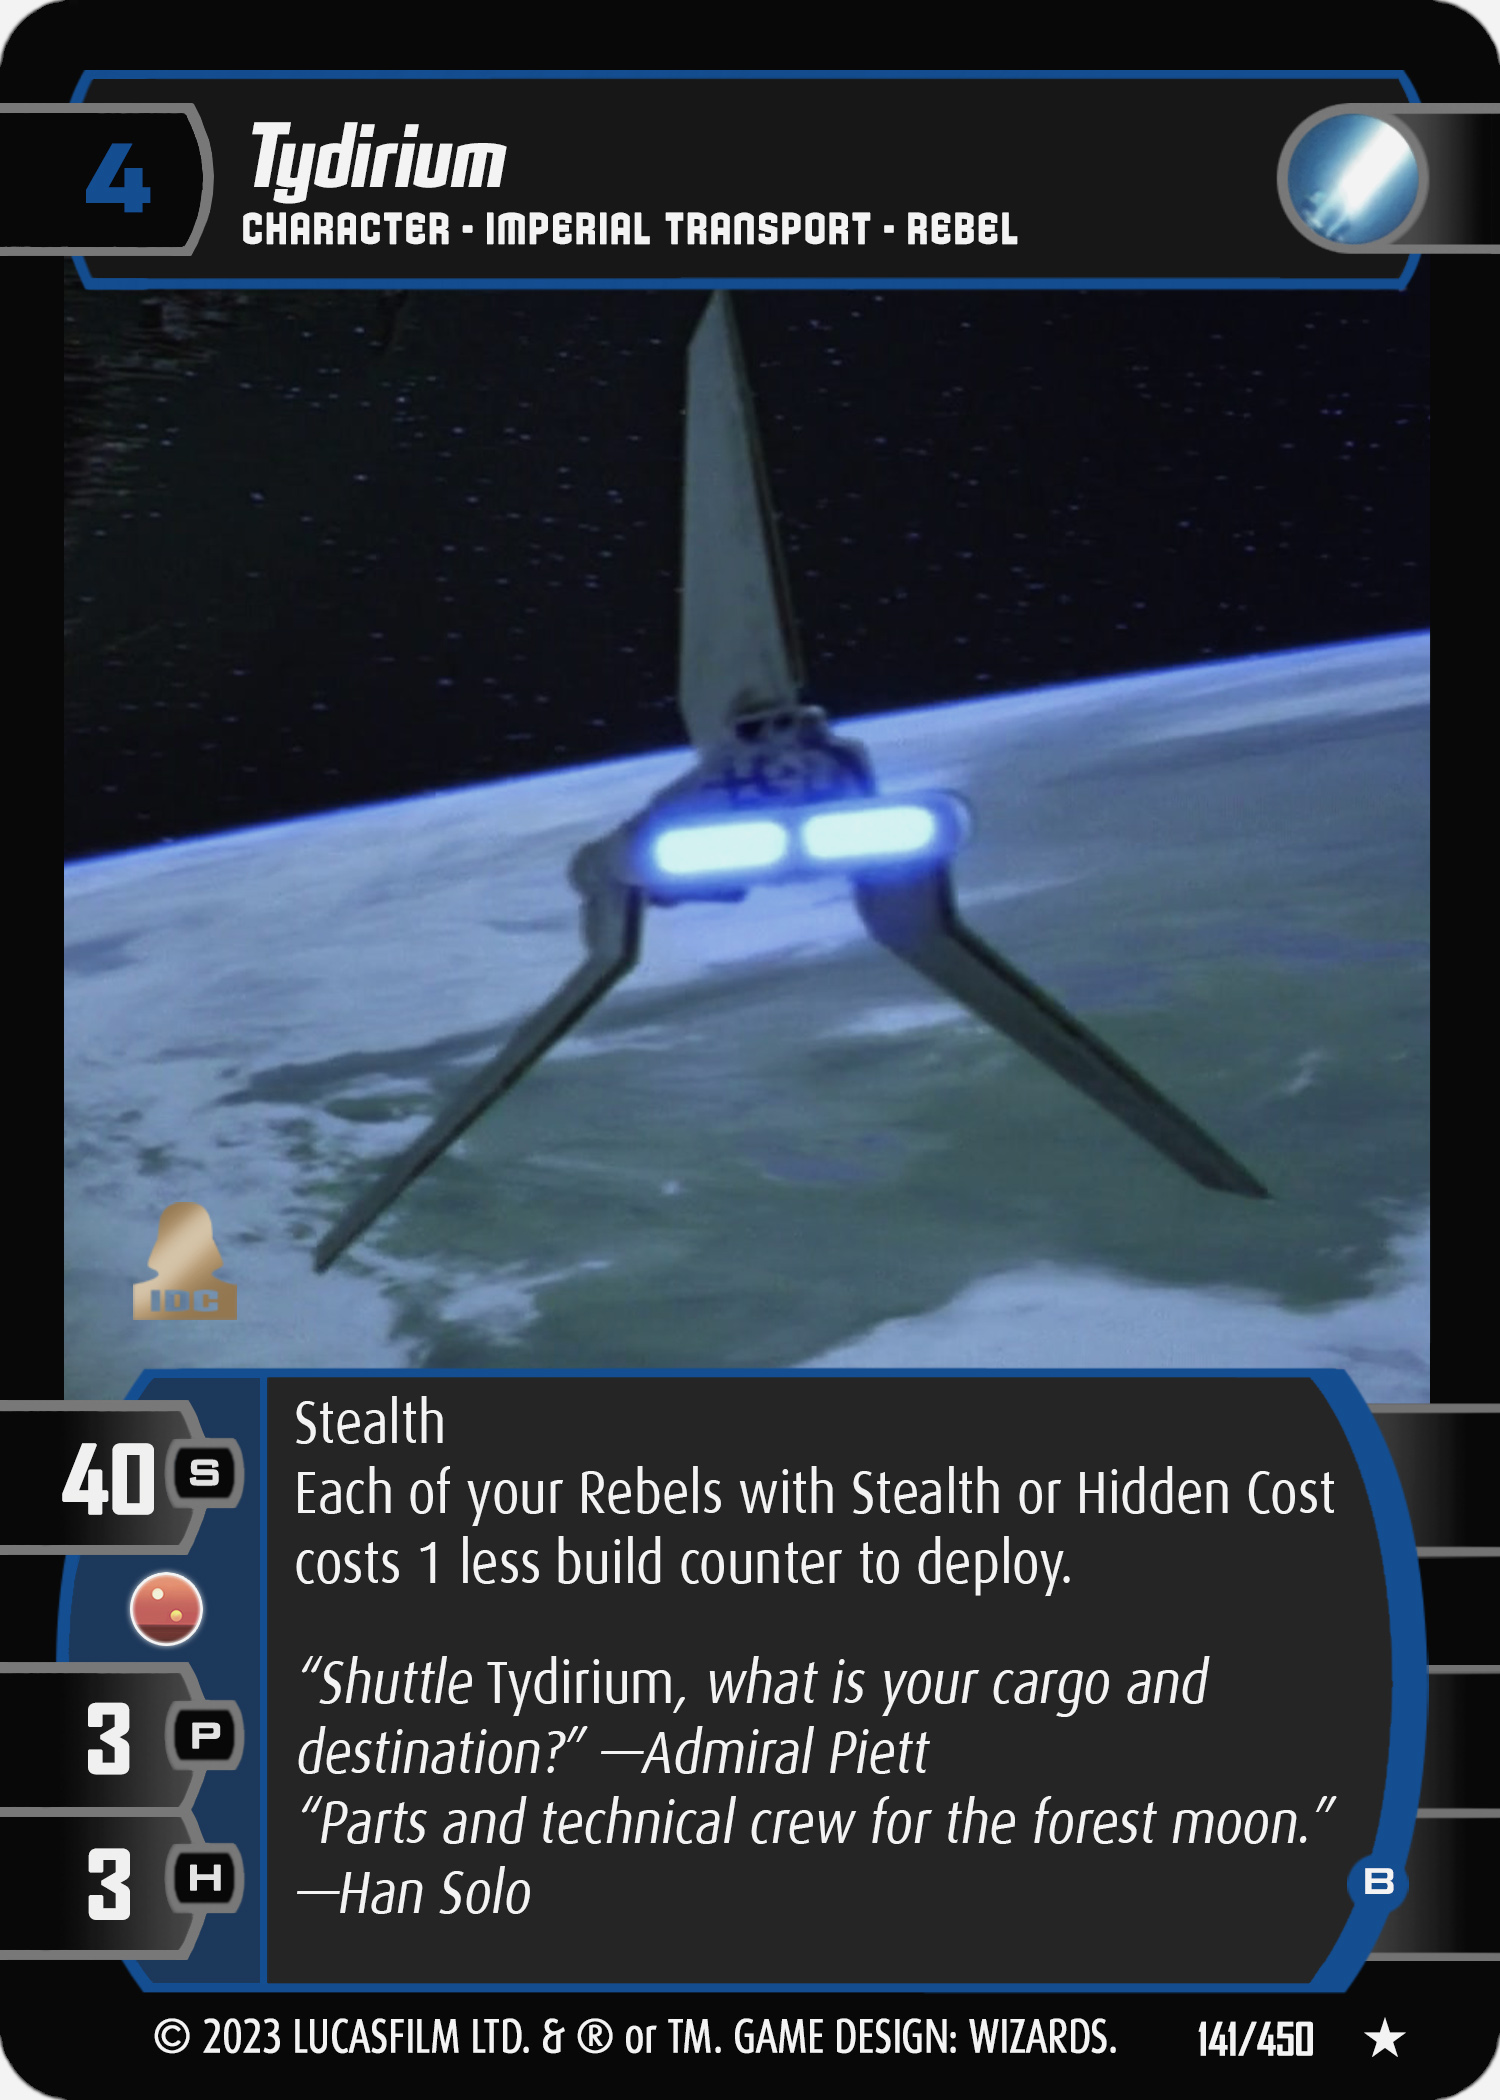 4
Tydirium
CHARACTER - IMPERIAL TRANSPORT - REBEL
IDC
40 S
Stealth
Each of your Rebels with Stealth or Hidden Cost
costs 1 less build counter to deploy.
3 P
3 H
“Shuttle Tydirium, what is your cargo and
destination?” —Admiral Piett
“Parts and technical crew for the forest moon.”
—Han Solo
B
© 2023 LUCASFILM LTD. & ® or TM. GAME DESIGN: WIZARDS.
141/450 ★